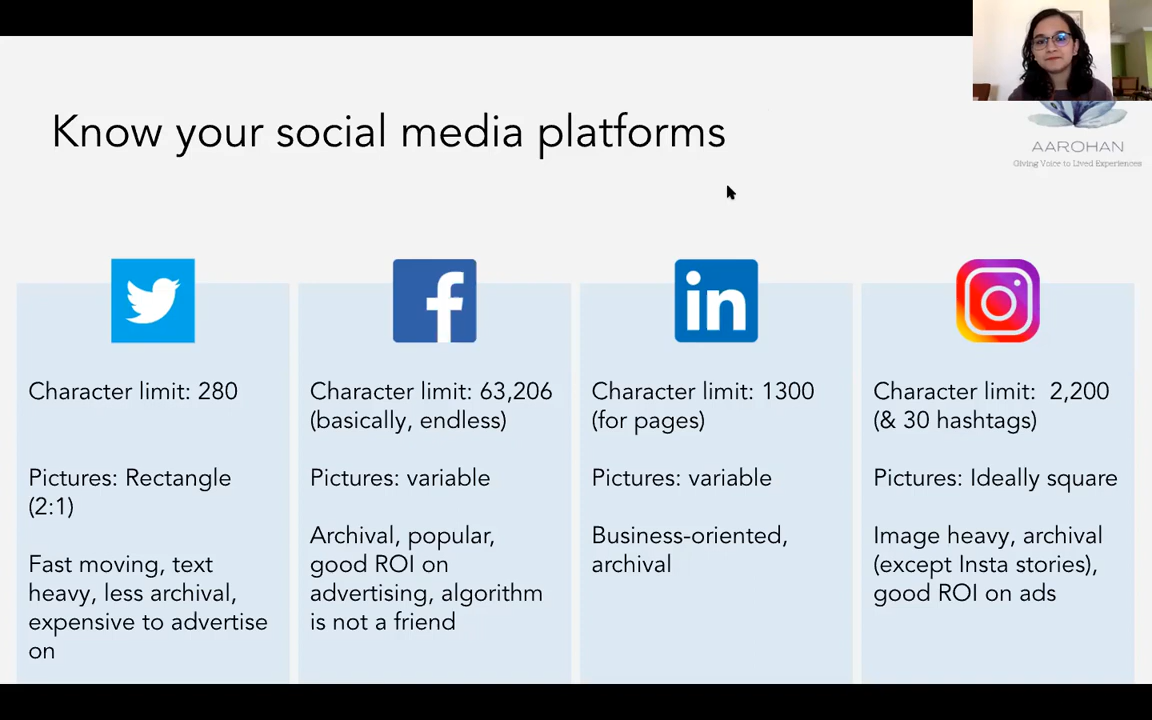 Know your social media platforms
AAROHAN
Giving Voice to Lived Experiences
in
Character limit: 280
Pictures: Rectangle
(2:1)
Fast moving, text
heavy, less archival,
expensive to advertise
on
Character limit: 63,206
(basically, endless)
Pictures: variable
Archival, popular,
good ROI on
advertising, algorithm
is not a friend
Character limit: 1300
(for pages)
Pictures: variable
Business-oriented,
archival
Character limit:  2,200
(& 30 hashtags)
Pictures: Ideally square
Image heavy, archival
(except Insta stories),
good ROI on ads